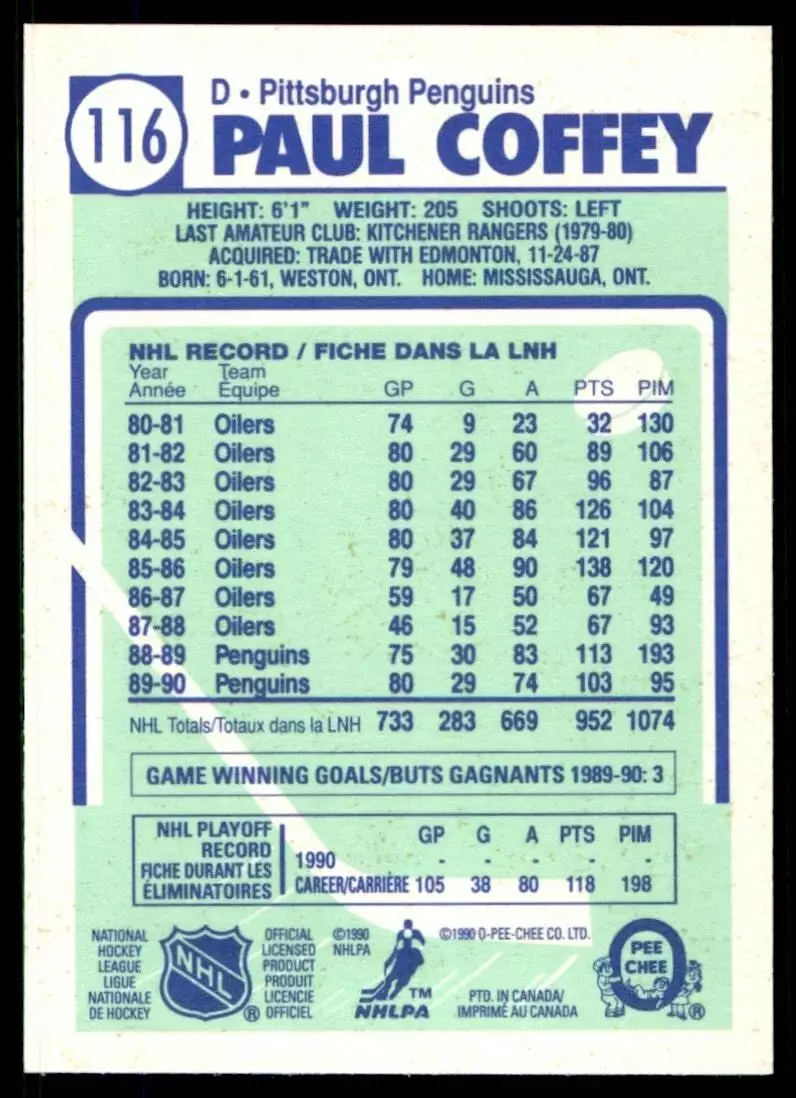 116
D • Pittsburgh Penguins
PAUL COFFEY
HEIGHT: 6'1" WEIGHT: 205 SHOOTS: LEFT
LAST AMATEUR CLUB: KITCHENER RANGERS (1979-80)
ACQUIRED: TRADE WITH EDMONTON, 11-24-87
BORN: 6-1-61, WESTON, ONT. HOME: MISSISSAUGA, ONT.
NHL RECORD / FICHE DANS LA LNH
Year Team
Année Équipe GP G A PTS PIM
80-81 Oilers 74 9 23 32 130
81-82 Oilers 80 29 60 89 106
82-83 Oilers 80 29 67 96 87
83-84 Oilers 80 40 86 126 104
84-85 Oilers 80 37 84 121 97
85-86 Oilers 79 48 90 138 120
86-87 Oilers 59 17 50 67 49
87-88 Oilers 46 15 52 67 93
88-89 Penguins 75 30 83 113 193
89-90 Penguins 80 29 74 103 95
NHL Totals/Totaux dans la LNH 733 283 669 952 1074
GAME WINNING GOALS/BUTS GAGNANTS 1989-90: 3
NHL PLAYOFF
RECORD
FICHE DURANT LES
ÉLIMINATOIRES
GP G A PTS PIM
1990 - - - - -
CAREER/CARRIÈRE 105 38 80 118 198
NATIONAL
HOCKEY
LEAGUE
LIGUE
NATIONALE
DE HOCKEY
NHL
®
OFFICIAL
LICENSED
PRODUCT
PRODUIT
LICENCIE
OFFICIEL
©1990
NHLPA
TM
NHLPA
©1990 O-PEE-CHEE CO. LTD.
PTD. IN CANADA/
IMPRIMÉ AU CANADA
PEE
CHEE
®